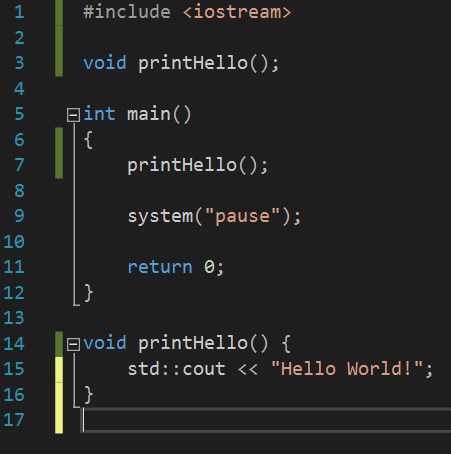 1 #include <iostream>
2
3 void printHello();
4
5 int main()
6 {
7 printHello();
8
9 system("pause");
10
11 return 0;
12 }
13
14 void printHello() {
15 std::cout << "Hello World!";
16 }
17